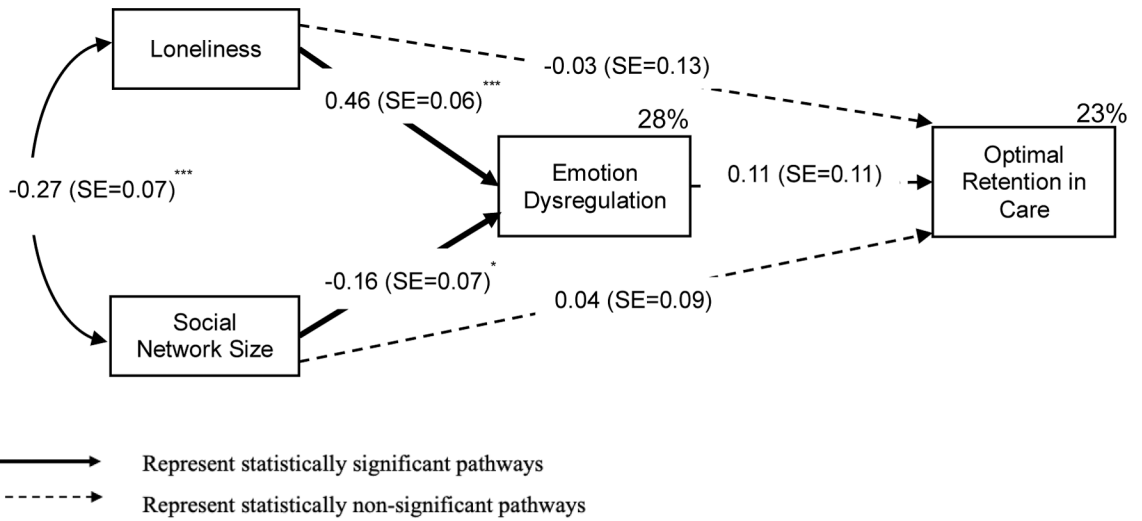 Loneliness
-0.03 (SE=0.13)
0.46 (SE=0.06)***
28%
23%
Emotion
Dysregulation
0.11 (SE=0.11)
Optimal
Retention in
Care
-0.27 (SE=0.07)***
-0.16 (SE=0.07)*
0.04 (SE=0.09)
Social
Network Size
Represent statistically significant pathways
Represent statistically non-significant pathways